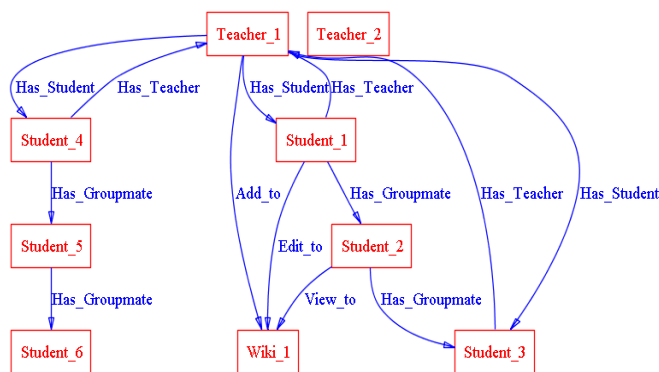 Teacher_1
Teacher_2
Has_Student
Has_Teacher
Has_Student
Has_Teacher
Student_4
Student_1
Has_Groupmate
Add_to
Has_Groupmate
Has_Teacher
Has_Student
Student_5
Edit_to
Student_2
Has_Groupmate
View_to
Has_Groupmate
Student_6
Wiki_1
Student_3